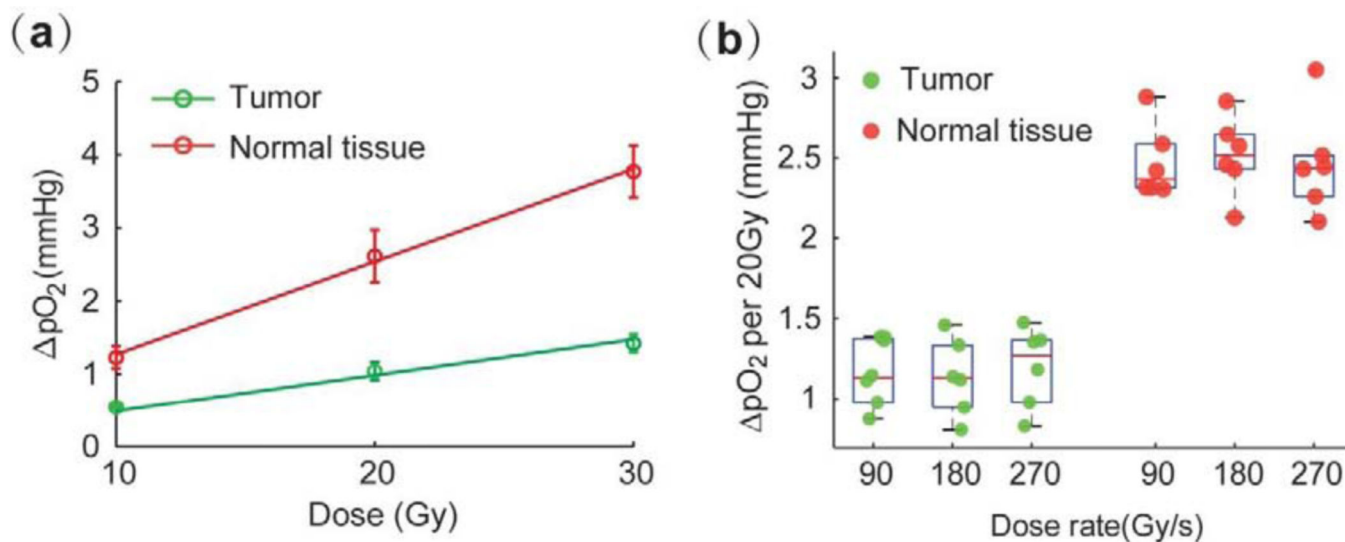 (a)
ΔpO2 (mmHg)
5
4
3
2
1
0
Tumor
Normal tissue
10
20
30
Dose (Gy)
(b)
ΔpO2 per 20Gy (mmHg)
3
2.5
2
1.5
1
Tumor
Normal tissue
90 180 270 90 180 270
Dose rate(Gy/s)